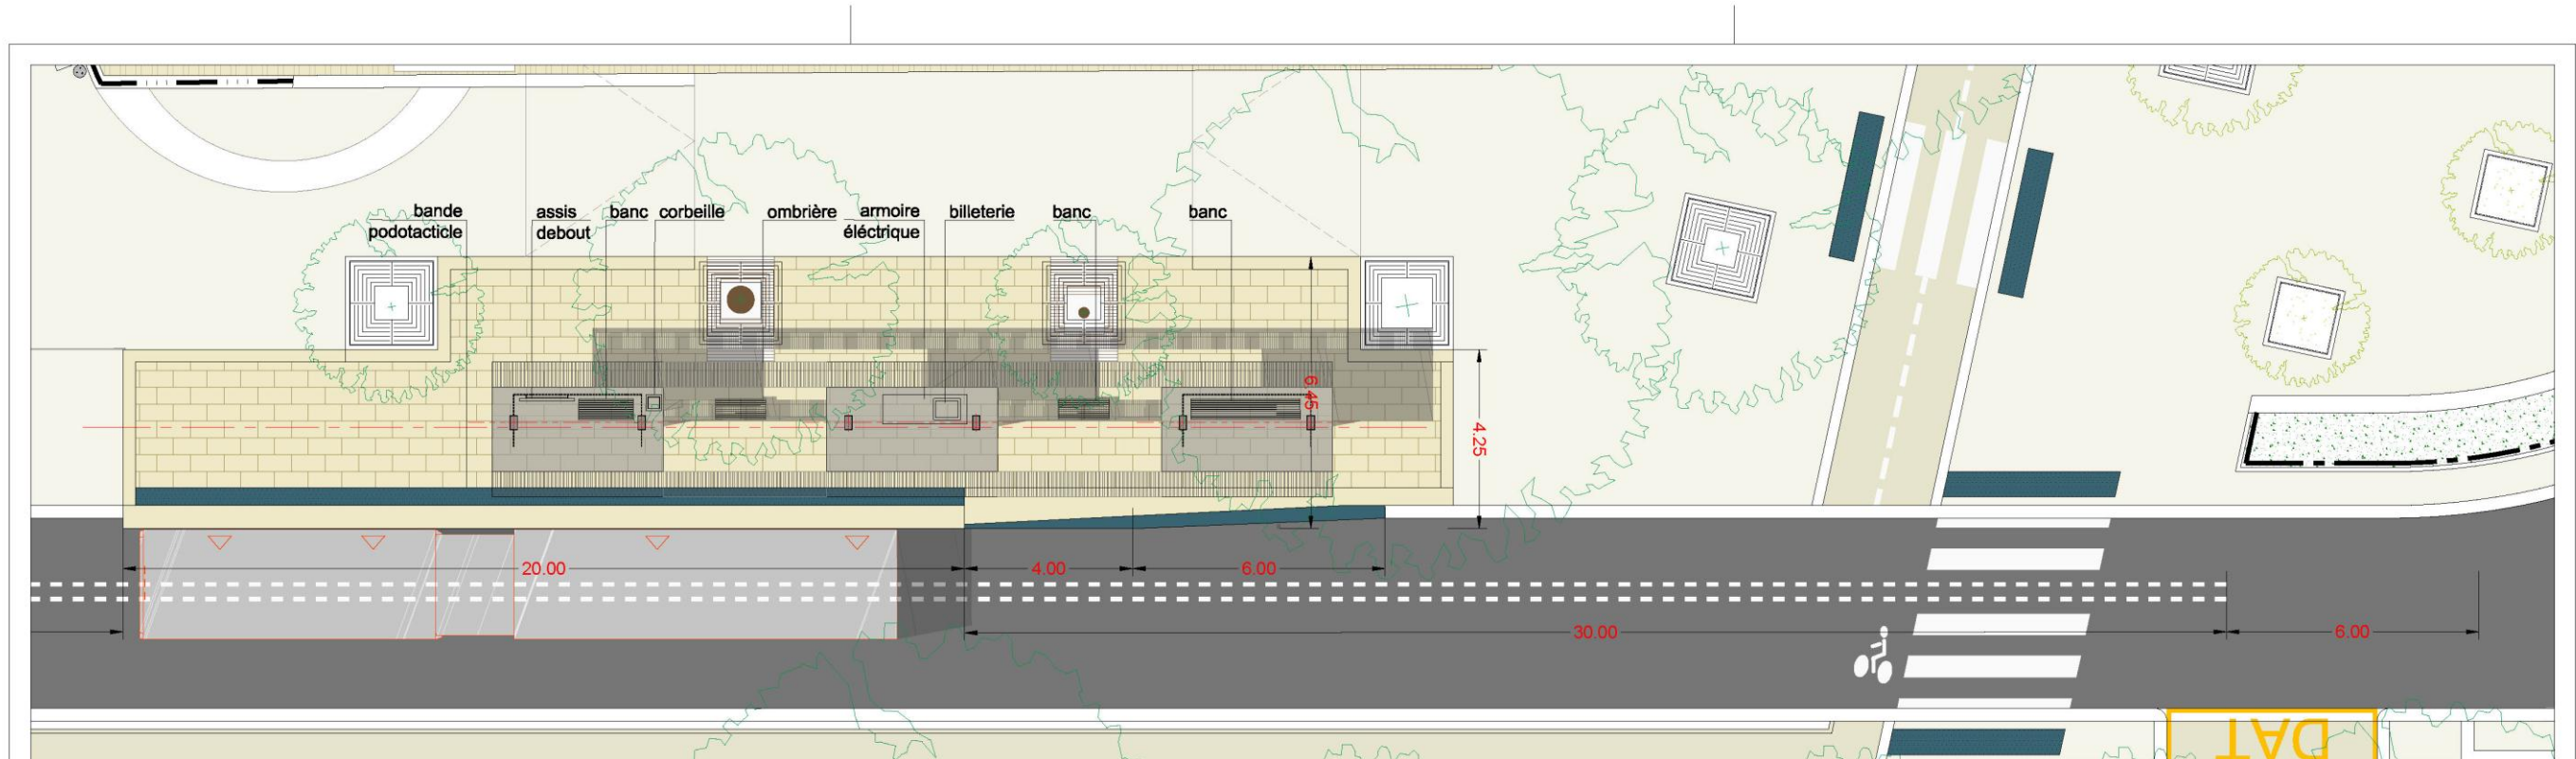 bande
podotacticle
assis
debout
banc
corbeille
ombrière
armoire
éléctrique
billeterie
banc
banc
6.45
4.25
20.00
4.00
6.00
30.00
6.00
DAT